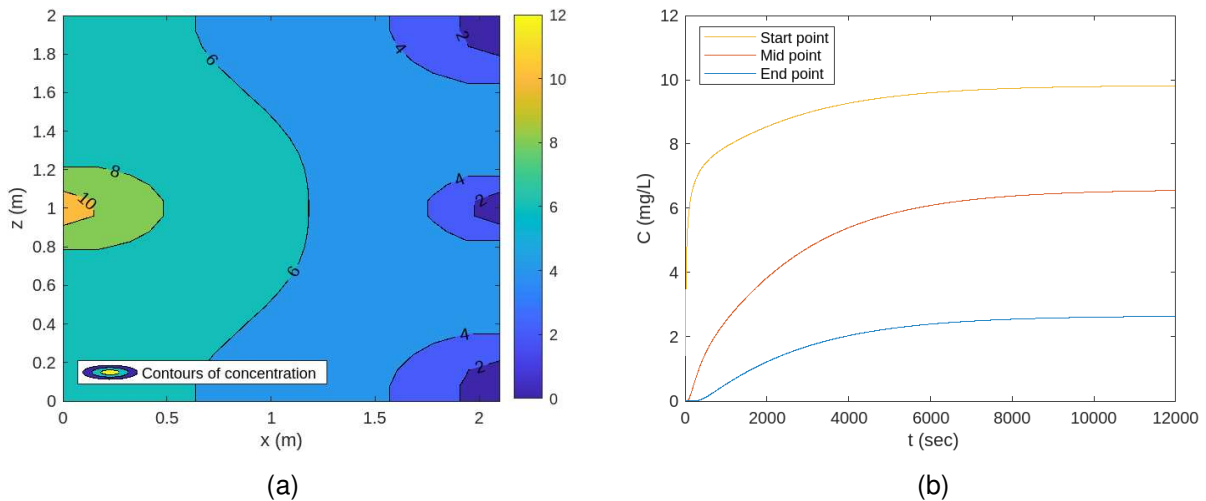 2
1.8
1.6
1.4
1.2
1
0.8
0.6
0.4
0.2
0
z (m)
0 0.5 1 1.5 2
x (m)
6
4
2
8
10
4
2
6
4
2
Contours of concentration
12
10
8
6
4
2
0
(a)
12
10
8
6
4
2
0
C (mg/L)
Start point
Mid point
End point
0 2000 4000 6000 8000 10000 12000
t (sec)
(b)